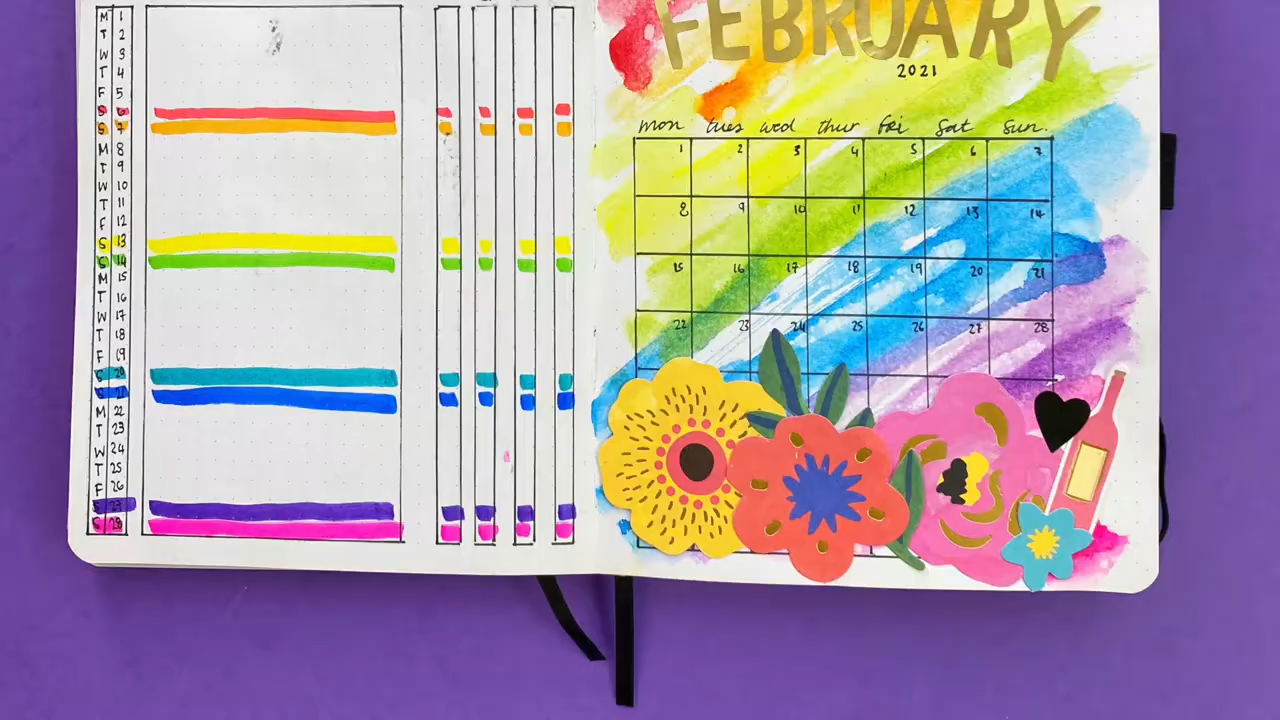 M 1
T 2
W 3
T 4
F 5
S 6
S 7
M 8
T 9
W 10
T 11
F 12
S 13
S 14
M 15
T 16
W 17
T 18
F 19
S 20
S 21
M 22
T 23
W 24
T 25
F 26
S 27
S 28
FEBRUARY
2021
mon tues wed thur fri Sat Sun.
1 2 3 4 5 6 7
8 9 10 11 12 13 14
15 16 17 18 19 20 21
22 23 24 25 26 27 28